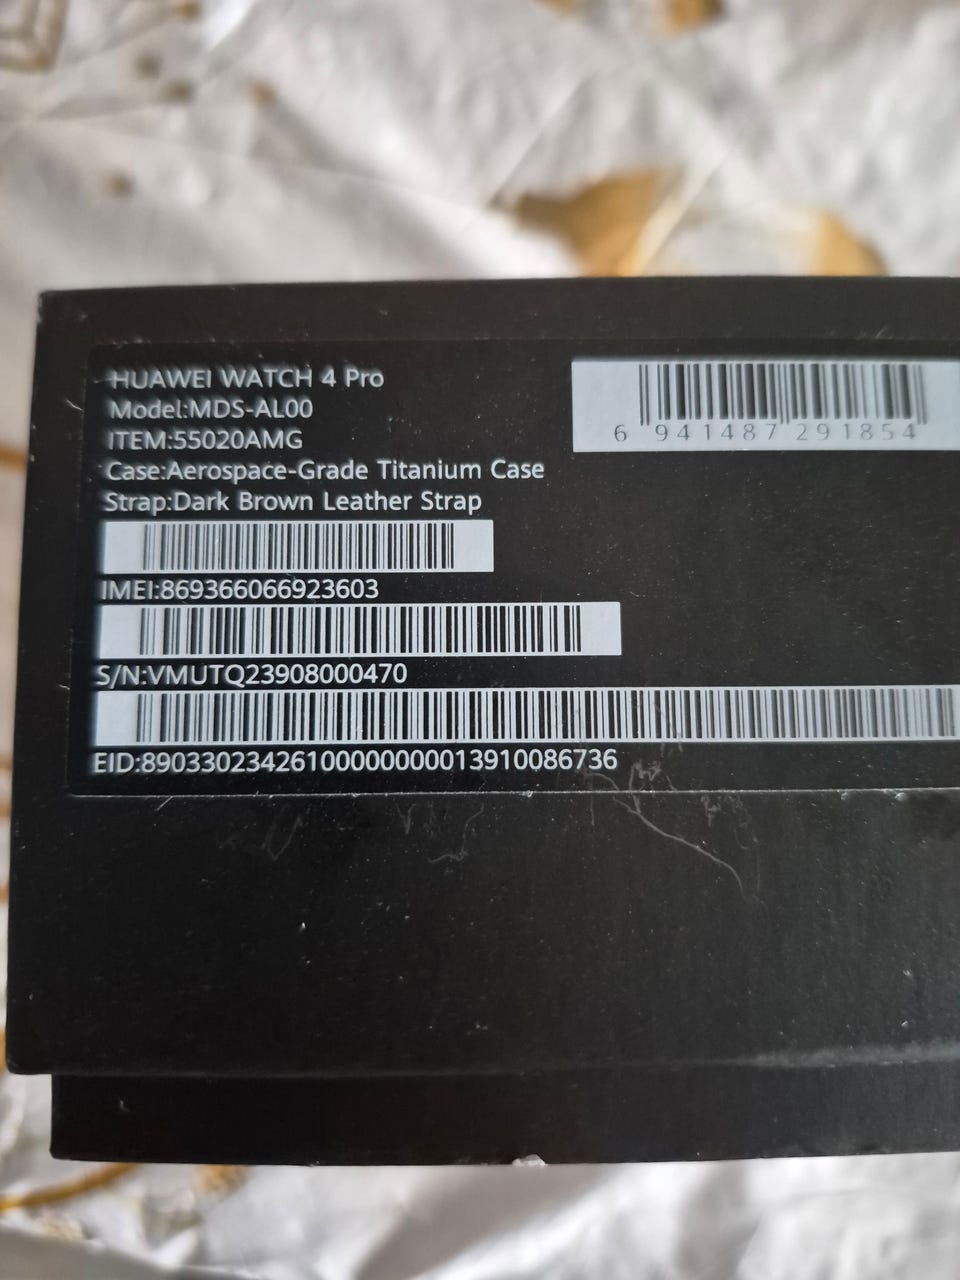 HUAWEI WATCH 4 Pro
Model:MDS-AL00
ITEM:55020AMG
Case:Aerospace-Grade Titanium Case
Strap:Dark Brown Leather Strap
6 941487 291854
IMEI:869366066923603
S/N:VMUTQ23908000470
EID:89033023426100000000013910086736